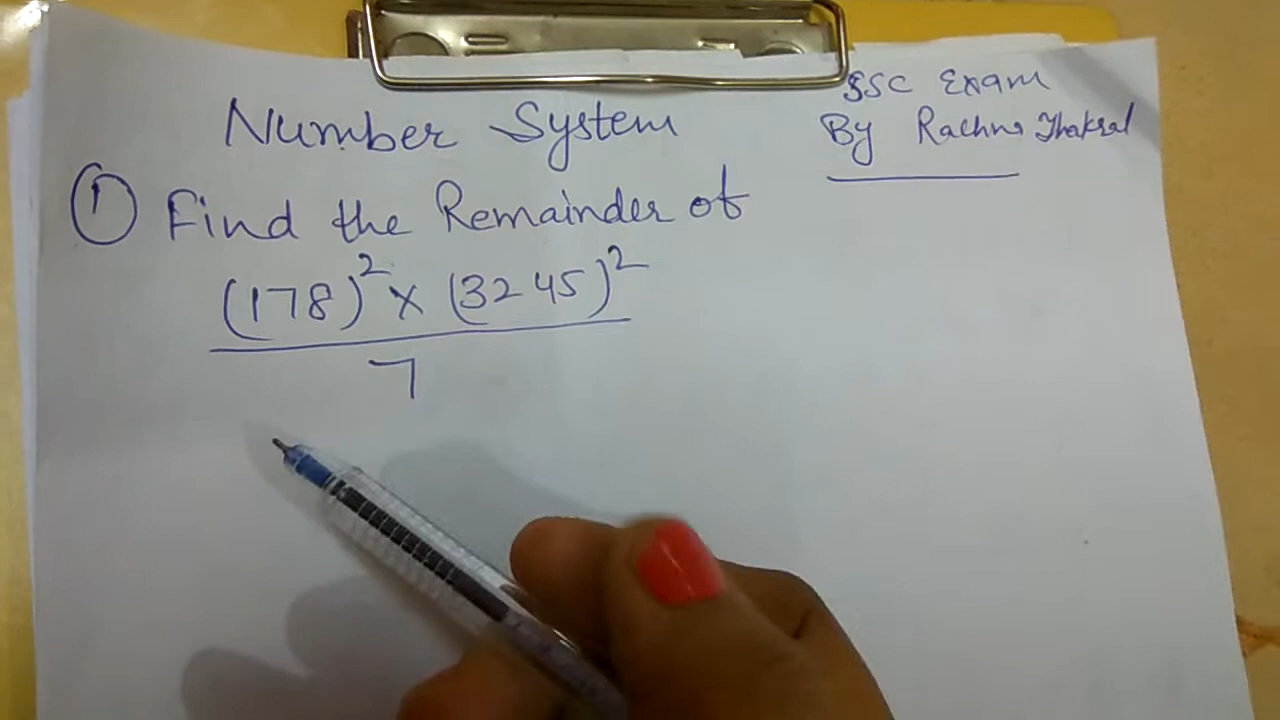 Number System
SSC Exam
By Rachna Thakral
① Find the Remainder of
(178)² × (3245)²
7